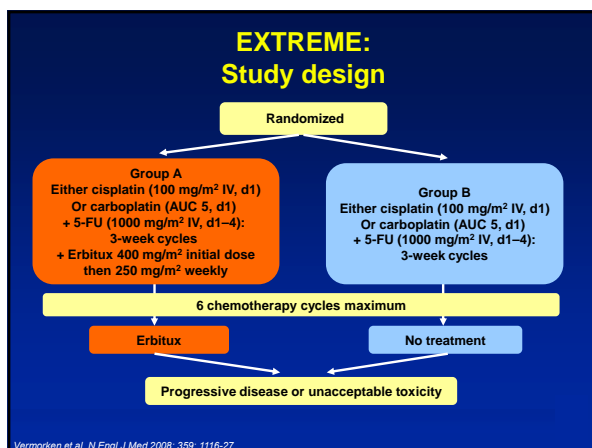 EXTREME:
Study design
Randomized
Group A
Either cisplatin (100 mg/m² IV, d1)
Or carboplatin (AUC 5, d1)
+ 5-FU (1000 mg/m² IV, d1–4):
3-week cycles
+ Erbitux 400 mg/m² initial dose
then 250 mg/m² weekly
Group B
Either cisplatin (100 mg/m² IV, d1)
Or carboplatin (AUC 5, d1)
+ 5-FU (1000 mg/m² IV, d1–4):
3-week cycles
6 chemotherapy cycles maximum
Erbitux
No treatment
Progressive disease or unacceptable toxicity
Vermorken et al. N Engl J Med 2008; 359: 1116-27